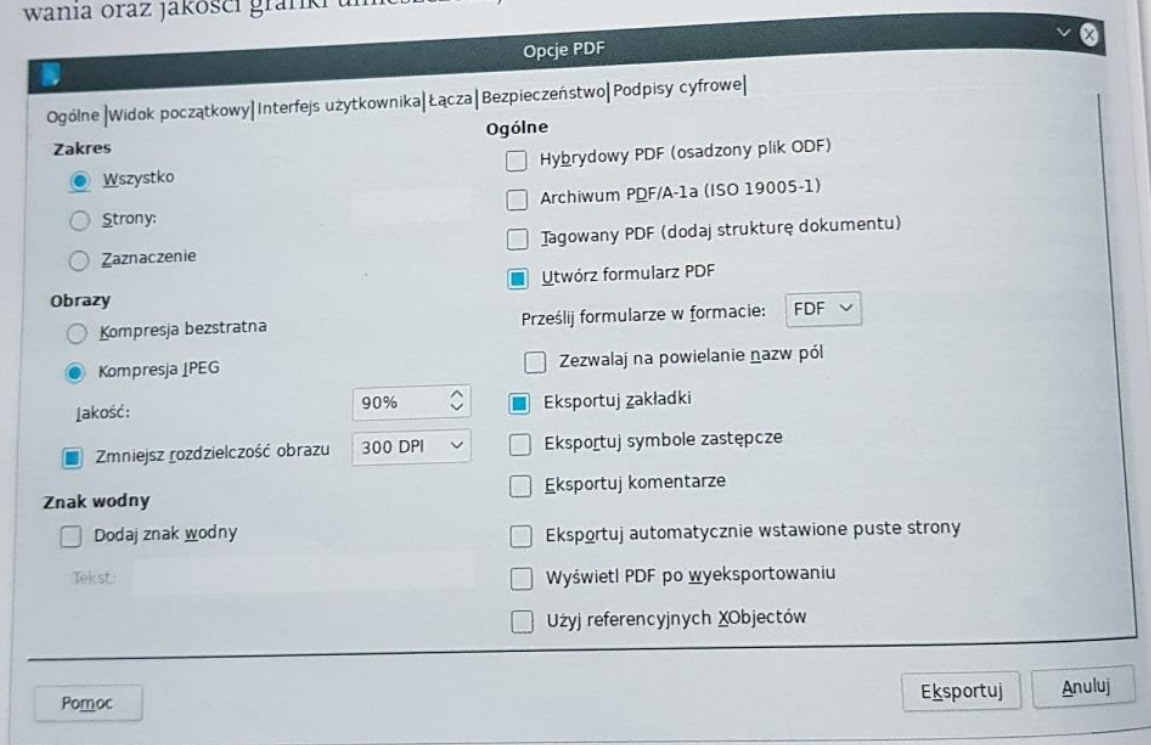 wania oraz jakości grafiki
Opcje PDF
Ogólne Widok początkowy Interfejs użytkownika Łącza Bezpieczeństwo Podpisy cyfrowe
Zakres
Wszystko
Strony:
Zaznaczenie
Obrazy
Kompresja bezstratna
Kompresja JPEG
Jakość: 90%
Zmniejsz rozdzielczość obrazu 300 DPI
Znak wodny
Dodaj znak wodny
Tekst:
Ogólne
Hybrydowy PDF (osadzony plik ODF)
Archiwum PDF/A-1a (ISO 19005-1)
Tagowany PDF (dodaj strukturę dokumentu)
Utwórz formularz PDF
Prześlij formularze w formacie: FDF
Zezwalaj na powielanie nazw pól
Eksportuj zakładki
Eksportuj symbole zastępcze
Eksportuj komentarze
Eksportuj automatycznie wstawione puste strony
Wyświetl PDF po wyeksportowaniu
Użyj referencyjnych XObjectów
Pomoc
Eksportuj
Anuluj